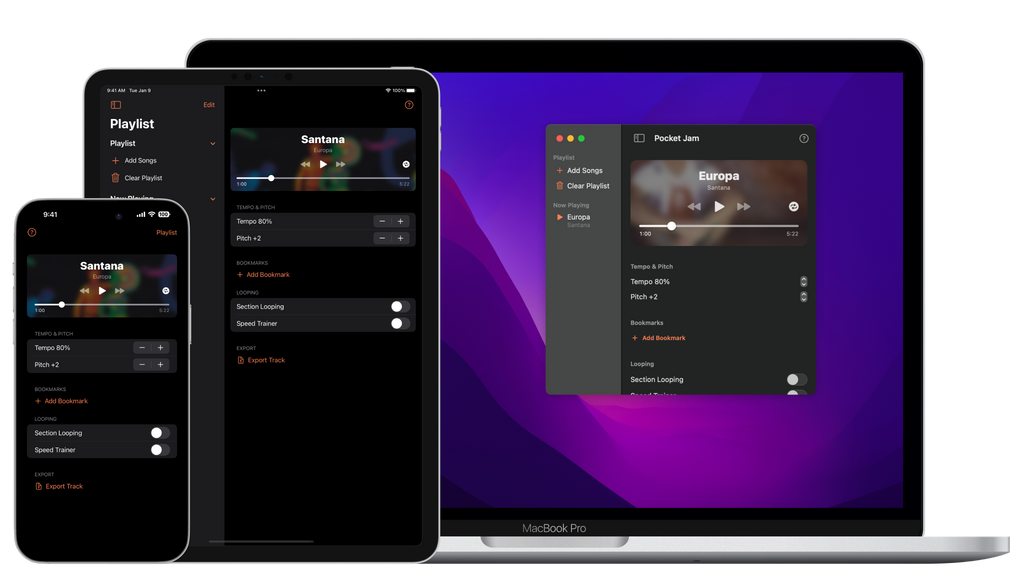 9:41
100
Playlist
Santana
Europa
1:00
5:22
TEMPO & PITCH
Tempo 80%
Pitch +2
BOOKMARKS
Add Bookmark
LOOPING
Section Looping
Speed Trainer
EXPORT
Export Track
9:41 AM Tue Jan 9
100%
Edit
Playlist
Playlist
Add Songs
Clear Playlist
Now Playing
Santana
Europa
1:00
5:22
TEMPO & PITCH
Tempo 80%
Pitch +2
BOOKMARKS
Add Bookmark
LOOPING
Section Looping
Speed Trainer
EXPORT
Export Track
Pocket Jam
Playlist
Add Songs
Clear Playlist
Now Playing
Europa
Santana
Europa
Santana
1:00
5:22
Tempo & Pitch
Tempo 80%
Pitch +2
Bookmarks
Add Bookmark
Looping
Section Looping
Speed Trainer
MacBook Pro